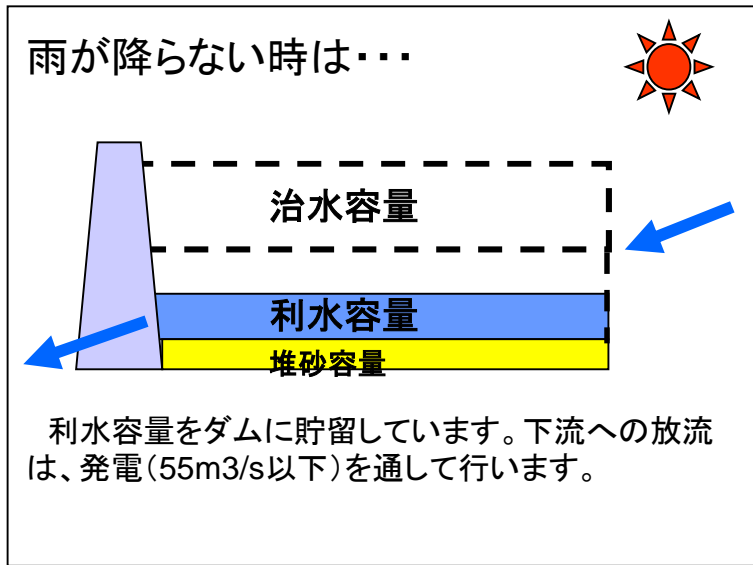 雨が降らない時は・・・
治水容量
利水容量
堆砂容量
利水容量をダムに貯留しています。下流への放流
は、発電（55m3/s以下）を通して行います。